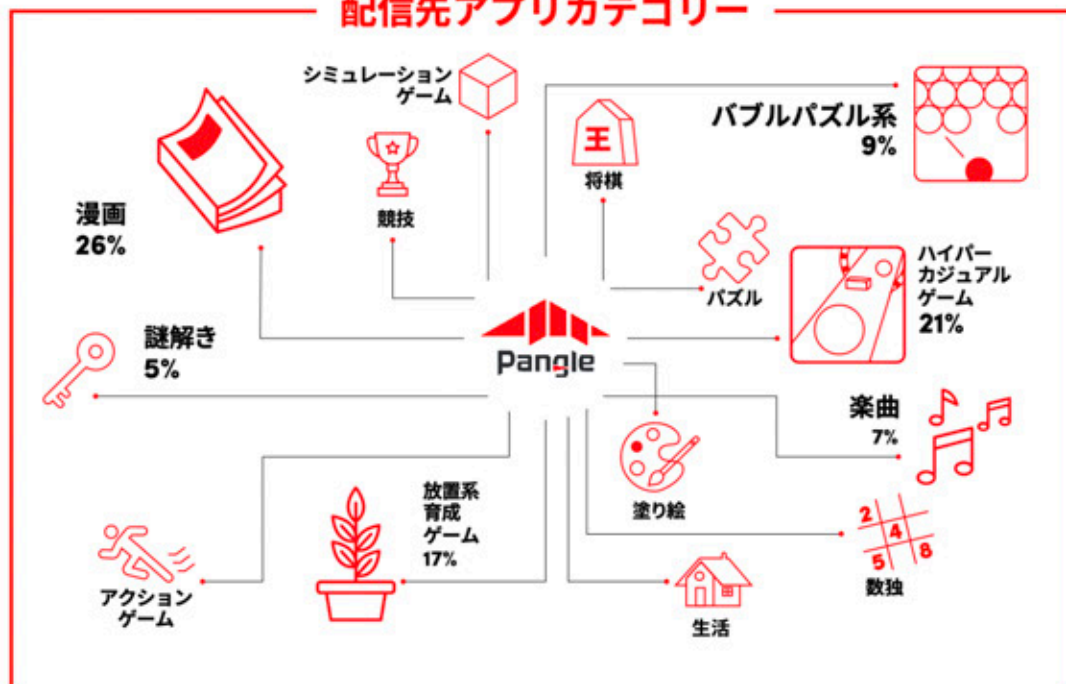 配信先アプリカテゴリー
シミュレーション
ゲーム
バブルパズル系
9%
王
将棋
競技
漫画
26%
パズル
ハイパー
カジュアル
ゲーム
21%
Pangle
謎解き
5%
楽曲
7%
塗り絵
放置系
育成
ゲーム
17%
2
4
5 8
数独
アクション
ゲーム
生活